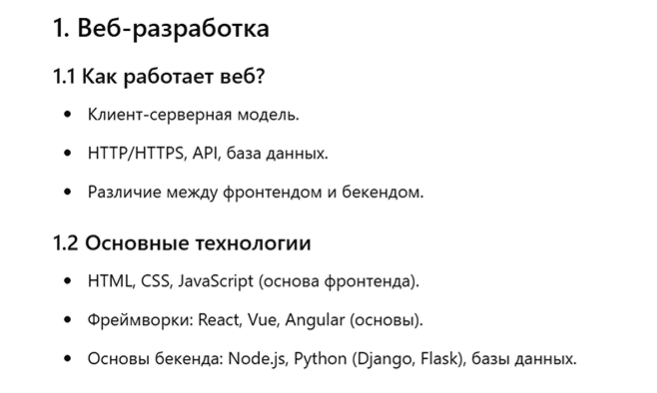 1. Веб-разработка
1.1 Как работает веб?
• Клиент-серверная модель.
• HTTP/HTTPS, API, база данных.
• Различие между фронтендом и бекендом.
1.2 Основные технологии
• HTML, CSS, JavaScript (основа фронтенда).
• Фреймворки: React, Vue, Angular (основы).
• Основы бекенда: Node.js, Python (Django, Flask), базы данных.